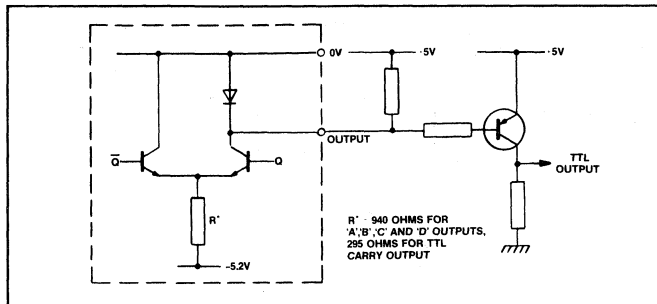 0V
·5V
·5V
OUTPUT
Q̅
Q
TTL
OUTPUT
R*
-5.2V
R* - 940 OHMS FOR
'A','B','C' AND 'D' OUTPUTS,
295 OHMS FOR TTL
CARRY OUTPUT